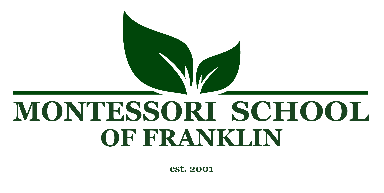 MONTESSORI SCHOOL
OF FRANKLIN
est. 2001